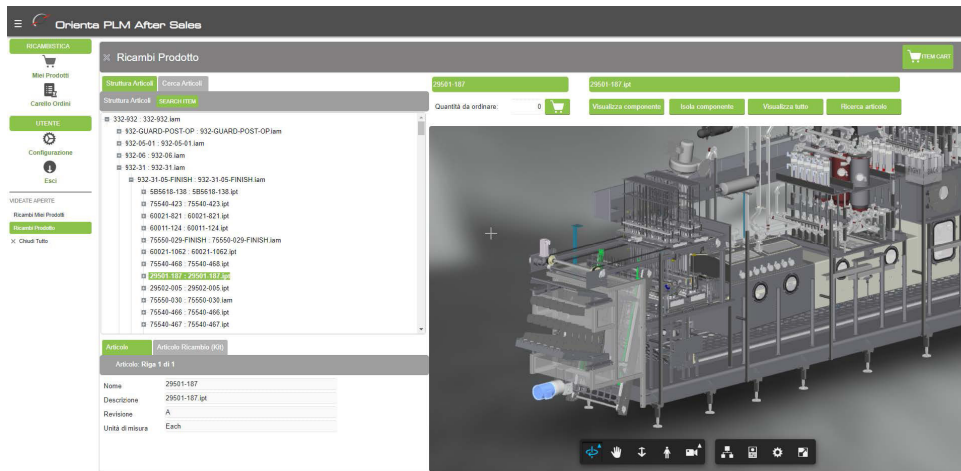 Orienta PLM After Sales
RICAMBISTICA
Miei Prodotti
Carello Ordini
UTENTE
Configurazione
Esci
VIDEATE APERTE
Ricambi Miei Prodotti
Ricambi Prodotto
Chiudi Tutto
Ricambi Prodotto
ITEM CART
Struttura Articoli
Cerca Articoli
Struttura Articoli
SEARCH ITEM
332-932 : 332-932.iam
932-GUARD-POST-OP : 932-GUARD-POST-OP.iam
932-05-01 : 932-05-01.iam
932-06 : 932-06.iam
932-31 : 932-31.iam
932-31-05-FINISH : 932-31-05-FINISH.iam
5B5618-138 : 5B5618-138.ipt
75540-423 : 75540-423.ipt
60021-821 : 60021-821.ipt
60011-124 : 60011-124.ipt
75550-029-FINISH : 75550-029-FINISH.iam
60021-1062 : 60021-1062.ipt
75540-468 : 75540-468.ipt
29501-187 : 29501-187.ipt
29502-005 : 29502-005.ipt
75550-030 : 75550-030.iam
75540-466 : 75540-466.ipt
75540-467 : 75540-467.ipt
Articolo
Articolo Ricambio (Kit)
Articolo: Riga 1 di 1
Nome 29501-187
Descrizione 29501-187.ipt
Revisione A
Unità di misura Each
29501-187
29501-187.ipt
Quantità da ordinare: 0
Visualizza componente
Isola componente
Visualizza tutto
Ricerca articolo